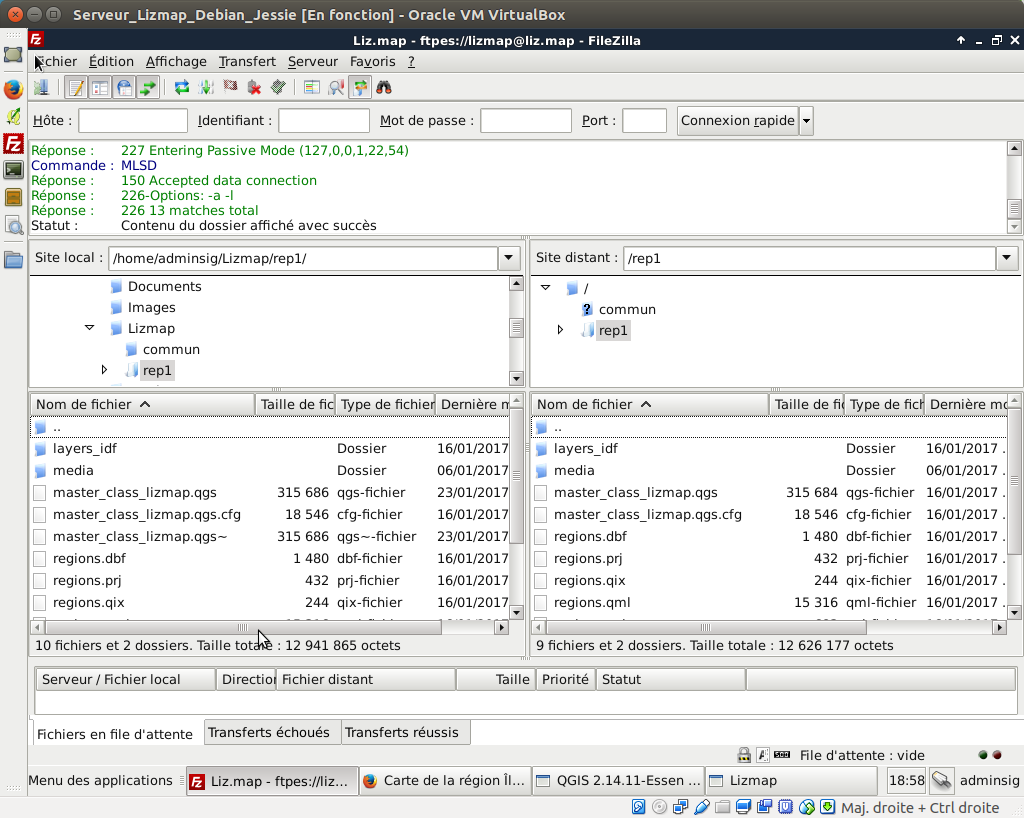 Serveur_Lizmap_Debian_Jessie [En fonction] - Oracle VM VirtualBox
Liz.map - ftpes://lizmap@liz.map - FileZilla
Fichier Édition Affichage Transfert Serveur Favoris ?
Hôte : Identifiant : Mot de passe : Port : Connexion rapide
Réponse : 227 Entering Passive Mode (127,0,0,1,22,54)
Commande : MLSD
Réponse : 150 Accepted data connection
Réponse : 226-Options: -a -l
Réponse : 226 13 matches total
Statut : Contenu du dossier affiché avec succès
Site local : /home/adminsig/Lizmap/rep1/
Documents
Images
Lizmap
commun
rep1
Site distant : /rep1
/
commun
rep1
Nom de fichier Taille de fic Type de fichier Dernière m
..
layers_idf Dossier 16/01/2017
media Dossier 06/01/2017
master_class_lizmap.qgs 315 686 qgs-fichier 23/01/2017
master_class_lizmap.qgs.cfg 18 546 cfg-fichier 16/01/2017
master_class_lizmap.qgs~ 315 686 qgs~-fichier 23/01/2017
regions.dbf 1 480 dbf-fichier 16/01/2017
regions.prj 432 prj-fichier 16/01/2017
regions.qix 244 qix-fichier 16/01/2017
10 fichiers et 2 dossiers. Taille totale : 12 941 865 octets
Nom de fichier Taille de fi Type de fich Dernière mo
..
layers_idf Dossier 16/01/2017 .
media Dossier 06/01/2017 .
master_class_lizmap.qgs 315 684 qgs-fichier 16/01/2017 .
master_class_lizmap.qgs.cfg 18 546 cfg-fichier 16/01/2017 .
regions.dbf 1 480 dbf-fichier 16/01/2017 .
regions.prj 432 prj-fichier 16/01/2017 .
regions.qix 244 qix-fichier 16/01/2017 .
regions.qml 15 316 qml-fichier 16/01/2017 .
9 fichiers et 2 dossiers. Taille totale : 12 626 177 octets
Serveur / Fichier local Direction Fichier distant Taille Priorité Statut
Fichiers en file d'attente Transferts échoués Transferts réussis
File d'attente : vide
Menu des applications Liz.map - ftpes://liz... Carte de la région Îl... QGIS 2.14.11-Essen ... Lizmap 18:58 adminsig
Maj. droite + Ctrl droite